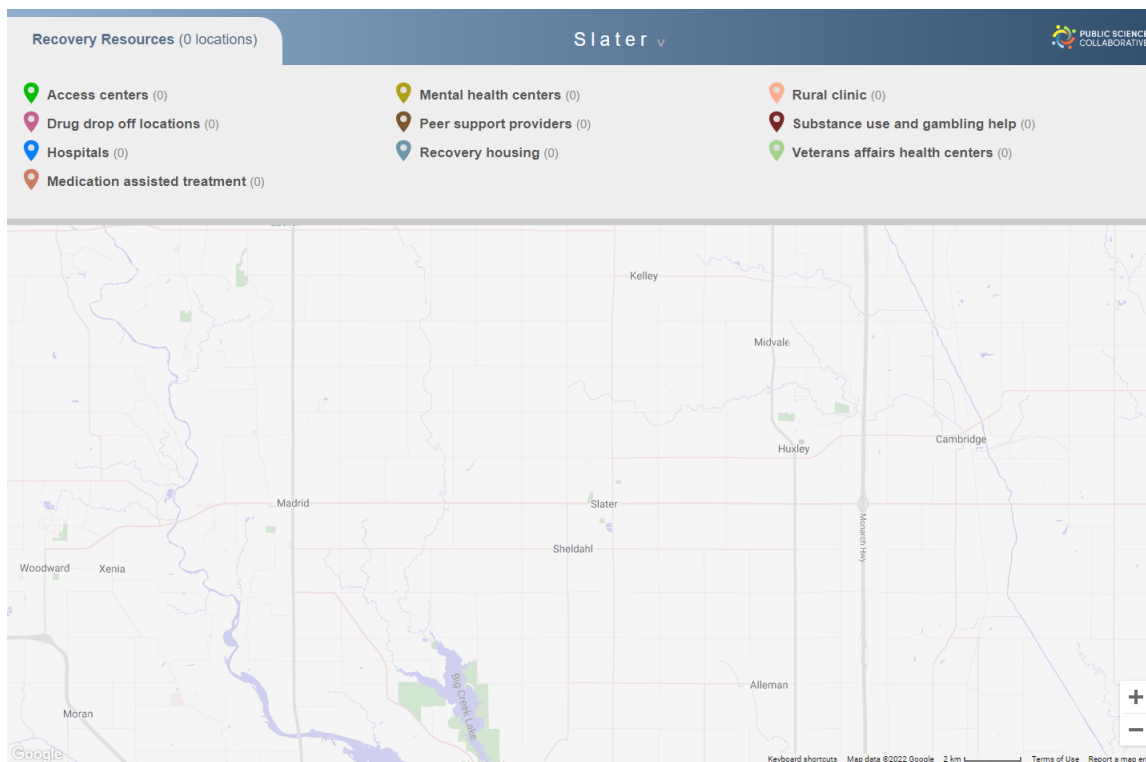 Recovery Resources (0 locations)
Slater v
PUBLIC SCIENCE
COLLABORATIVE
Access centers (0)
Mental health centers (0)
Rural clinic (0)
Drug drop off locations (0)
Peer support providers (0)
Substance use and gambling help (0)
Hospitals (0)
Recovery housing (0)
Veterans affairs health centers (0)
Medication assisted treatment (0)
Kelley
Midvale
Cambridge
Huxley
Madrid
Slater
Monarch Hwy
Sheldahl
Woodward
Xenia
Big Creek Lake
Alleman
Moran
+
−
Google
Keyboard shortcuts
Map data ©2022 Google
2 km
Terms of Use
Report a map er